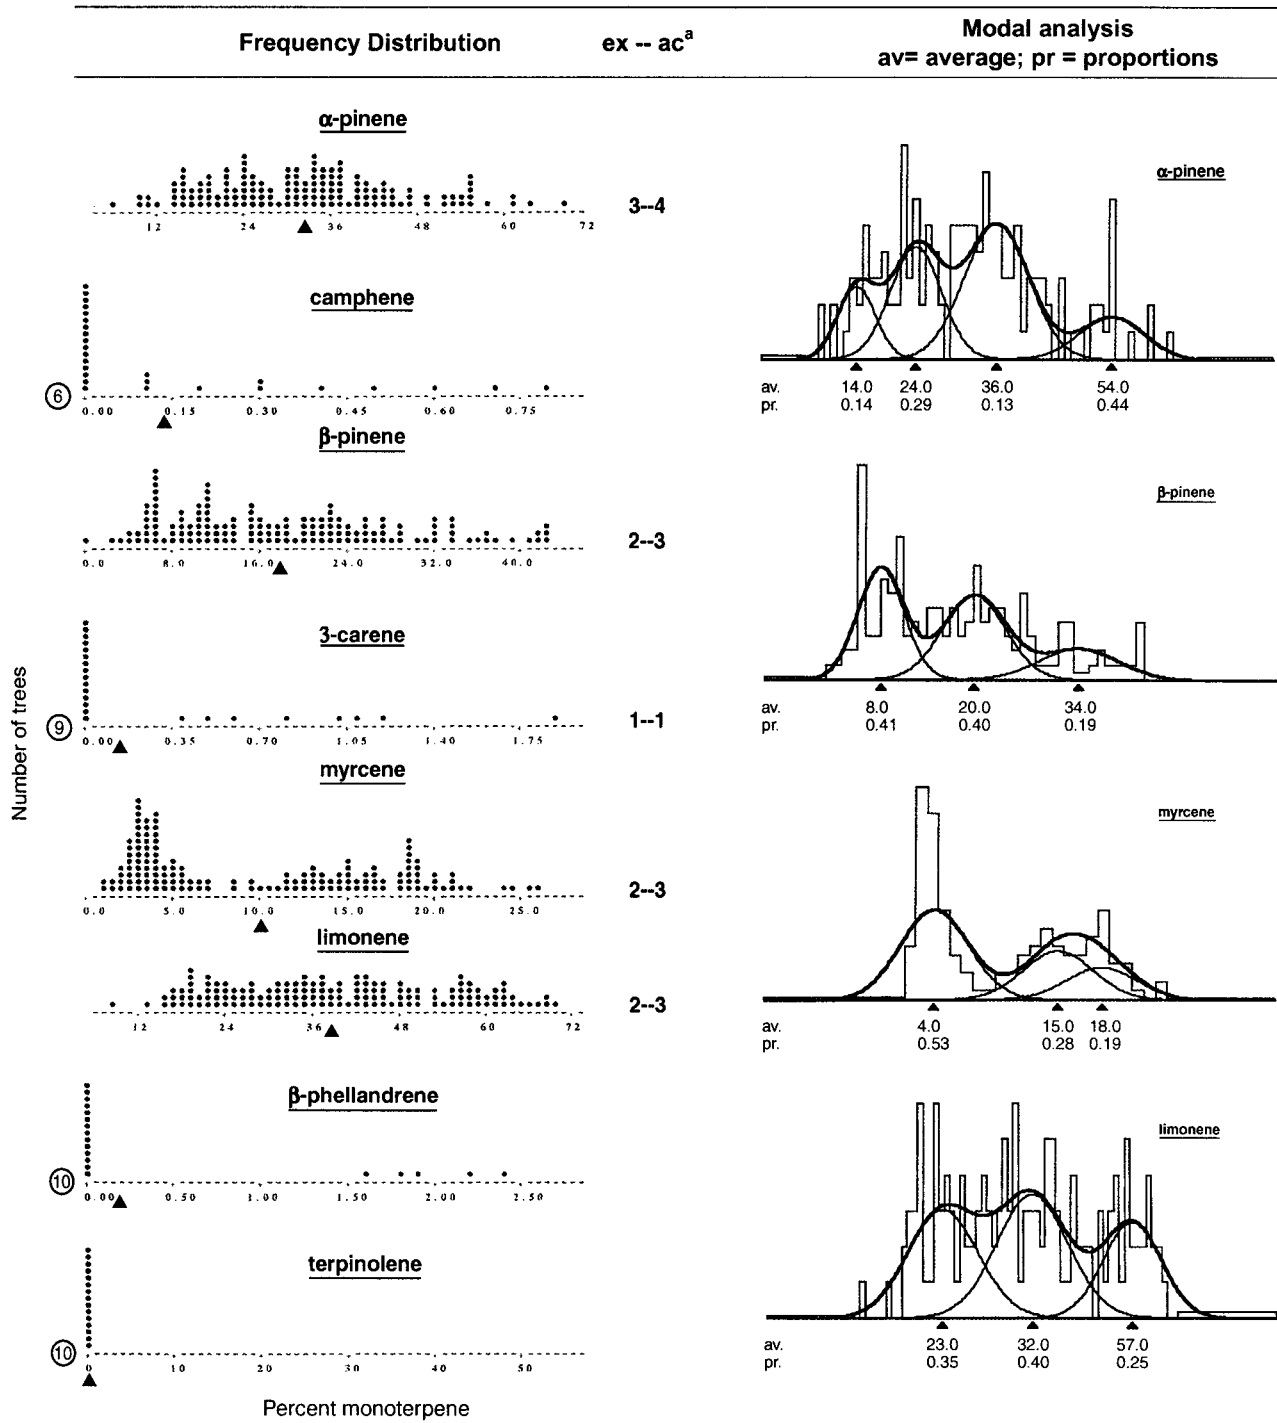 Frequency Distribution
ex -- acª
Modal analysis
av= average; pr = proportions
Number of trees
α-pinene
12 24 36 48 60 72
3--4
camphene
6
0.00 0.15 0.30 0.45 0.60 0.75
β-pinene
0.0 8.0 16.0 24.0 32.0 40.0
2--3
3-carene
9
0.00 0.35 0.70 1.05 1.40 1.75
1--1
myrcene
0.0 5.0 10.0 15.0 20.0 25.0
2--3
limonene
12 24 36 48 60 72
2--3
β-phellandrene
10
0.00 0.50 1.00 1.50 2.00 2.50
terpinolene
10
0 10 20 30 40 50
Percent monoterpene
α-pinene
av. 14.0 24.0 36.0 54.0
pr. 0.14 0.29 0.13 0.44
β-pinene
av. 8.0 20.0 34.0
pr. 0.41 0.40 0.19
myrcene
av. 4.0 15.0 18.0
pr. 0.53 0.28 0.19
limonene
av. 23.0 32.0 57.0
pr. 0.35 0.40 0.25